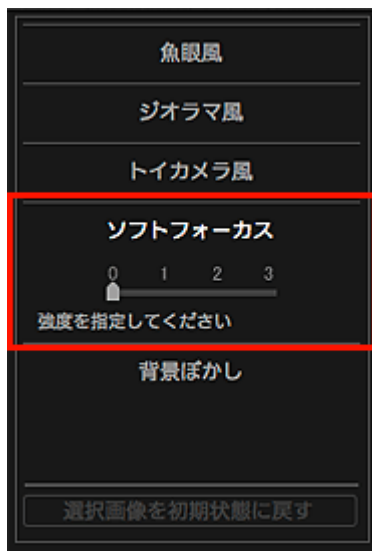 魚眼風
ジオラマ風
トイカメラ風
ソフトフォーカス
0 1 2 3
強度を指定してください
背景ぼかし
選択画像を初期状態に戻す